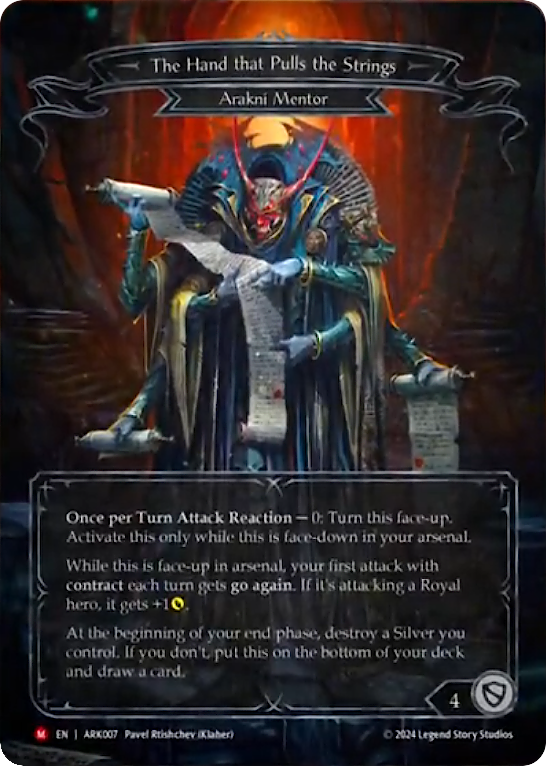 The Hand that Pulls the Strings
Arakni Mentor
Once per Turn Attack Reaction — 0: Turn this face-up.
Activate this only while this is face-down in your arsenal.
While this is face-up in arsenal, your first attack with
contract each turn gets go again. If it's attacking a Royal
hero, it gets +1.
At the beginning of your end phase, destroy a Silver you
control. If you don't, put this on the bottom of your deck
and draw a card.
4
M EN | ARK007 Pavel Rtishchev (Klaher) © 2024 Legend Story Studios